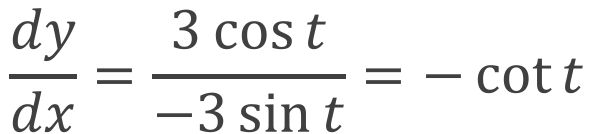 dy/dx = 3 cos t / −3 sin t = − cot t